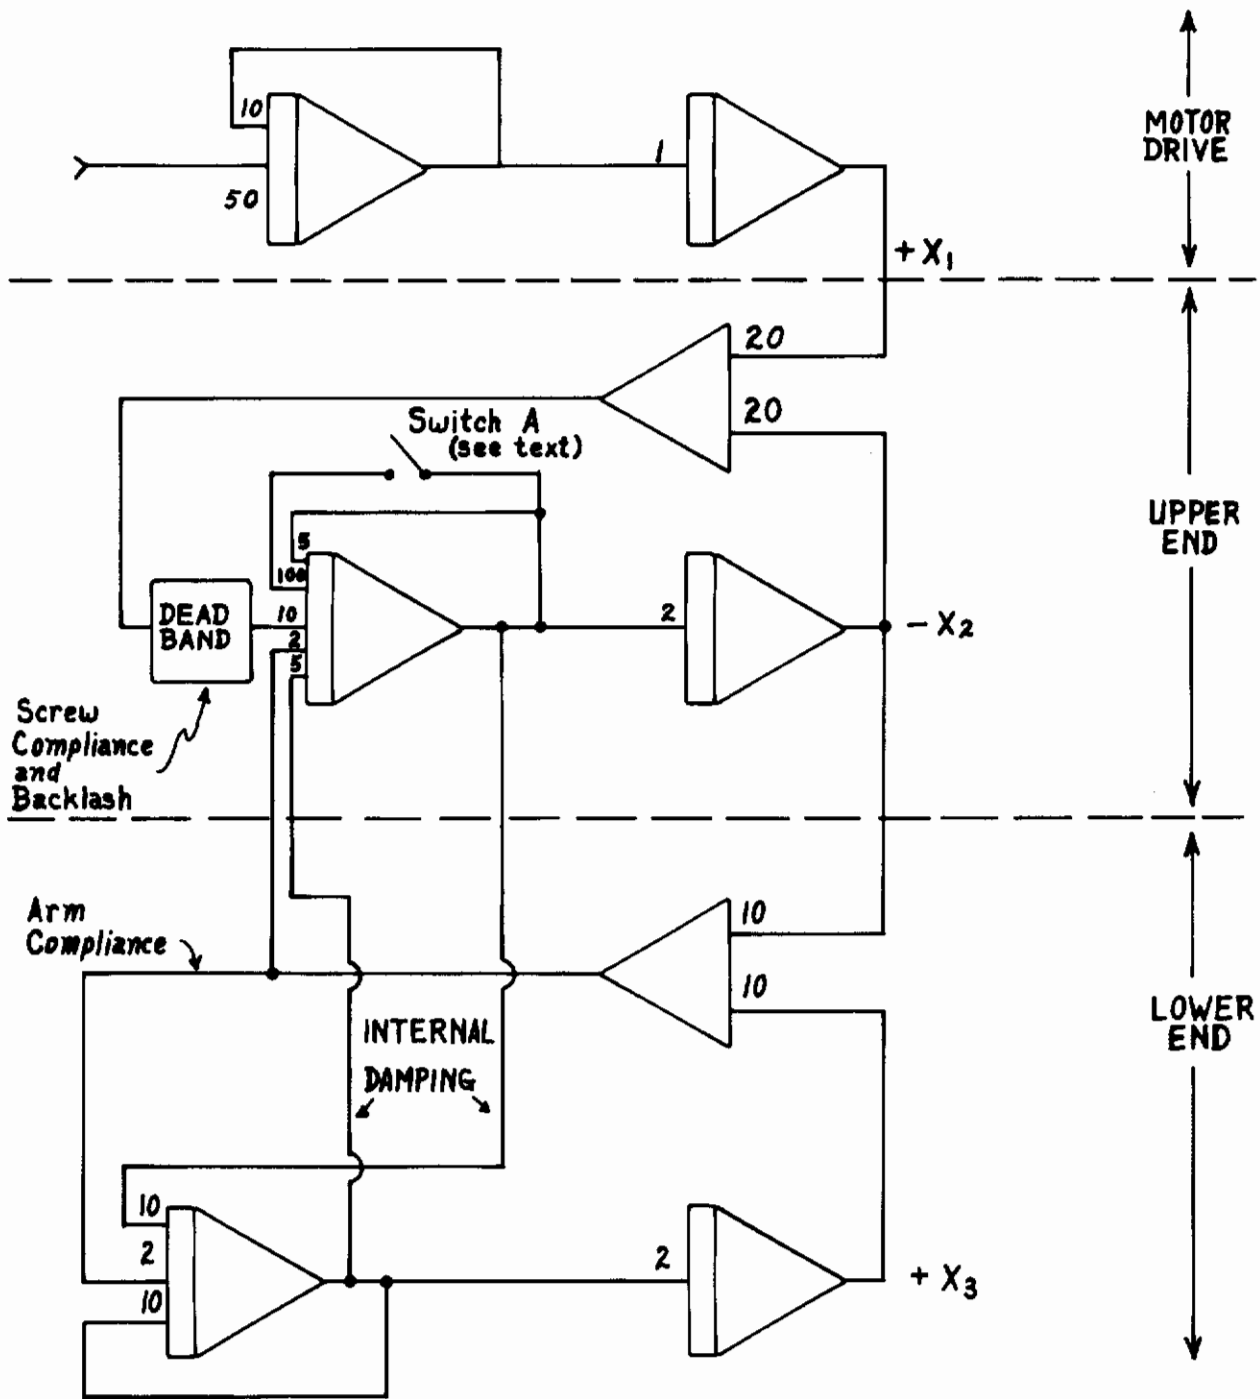 10
50
1
MOTOR
DRIVE
+ X1
20
20
Switch A
(see text)
5
100
10
2
5
DEAD
BAND
2
- X2
UPPER
END
Screw
Compliance
and
Backlash
Arm
Compliance
10
10
INTERNAL
DAMPING
LOWER
END
10
2
10
2
+ X3